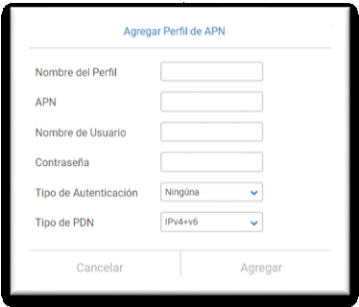 Agregar Perfil de APN
Nombre del Perfil
APN
Nombre de Usuario
Contraseña
Tipo de Autenticación Ningúna
Tipo de PDN IPv4+v6
Cancelar Agregar